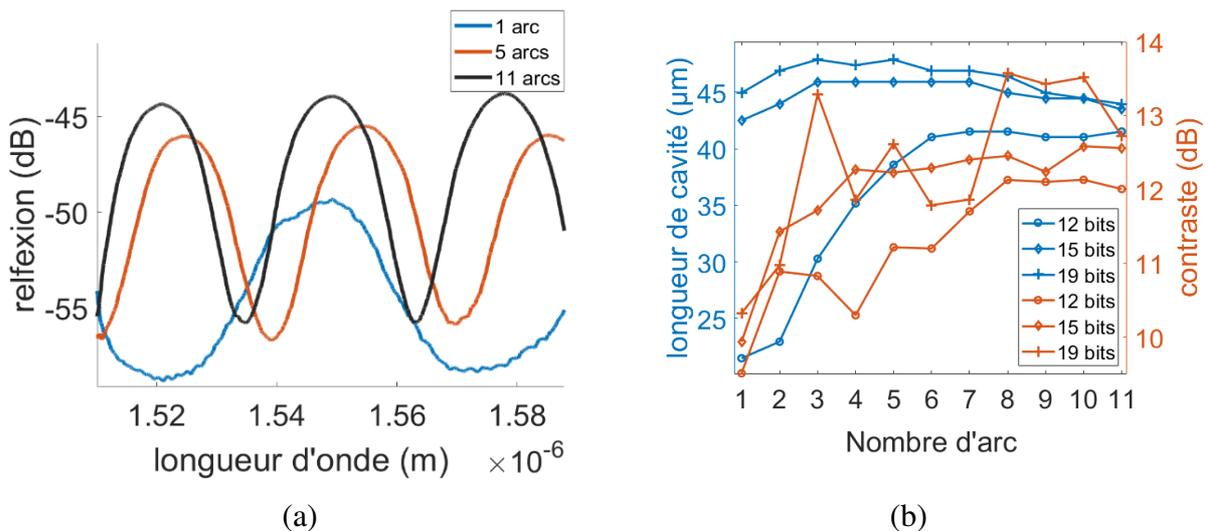 1 arc
5 arcs
11 arcs
-45
-50
-55
relfexion (dB)
1.52 1.54 1.56 1.58
longueur d'onde (m) ×10-6
(a)
14
13
12
11
10
contraste (dB)
45
40
35
30
25
longueur de cavité (µm)
12 bits
15 bits
19 bits
12 bits
15 bits
19 bits
1 2 3 4 5 6 7 8 9 10 11
Nombre d'arc
(b)